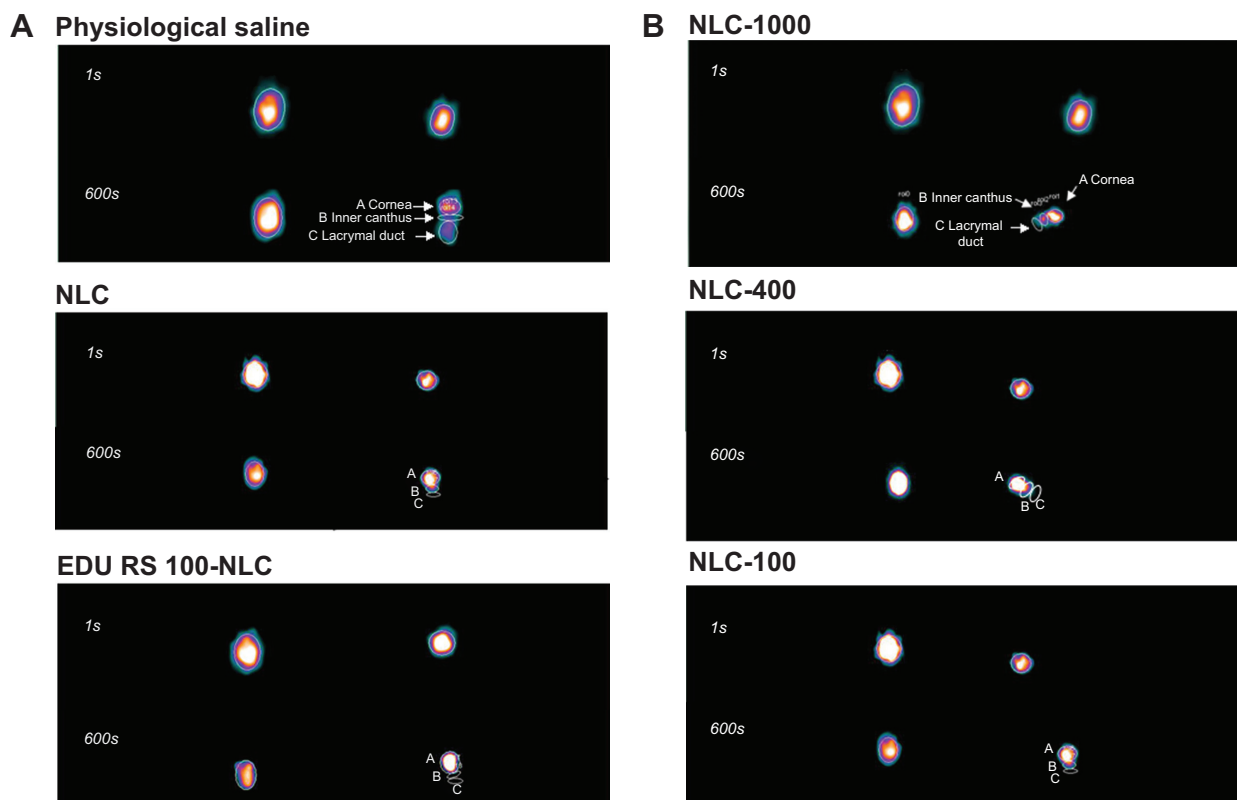 A Physiological saline
1s
600s
A Cornea
B Inner canthus
C Lacrymal duct
NLC
1s
600s
A
B
C
EDU RS 100-NLC
1s
600s
A
B
C
B NLC-1000
1s
600s
A Cornea
B Inner canthus
C Lacrymal
duct
NLC-400
1s
600s
A
B
C
NLC-100
1s
600s
A
B
C